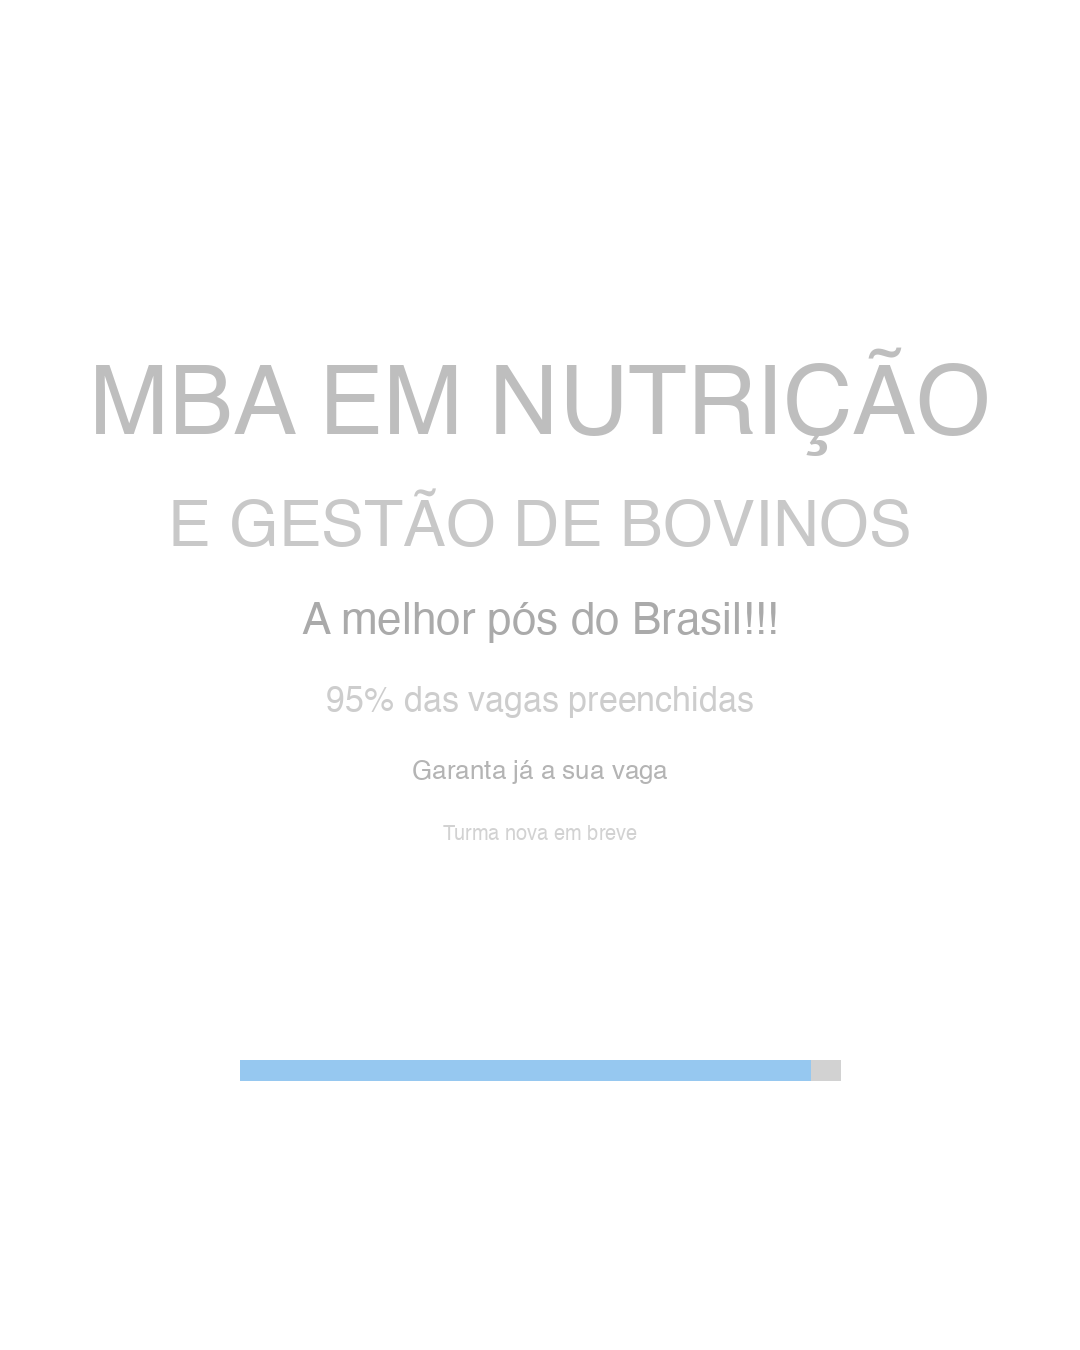 MBA EM NUTRIÇÃO
E GESTÃO DE BOVINOS
A melhor pós do Brasil!!!
95% das vagas preenchidas
Garanta já a sua vaga
Turma nova em breve